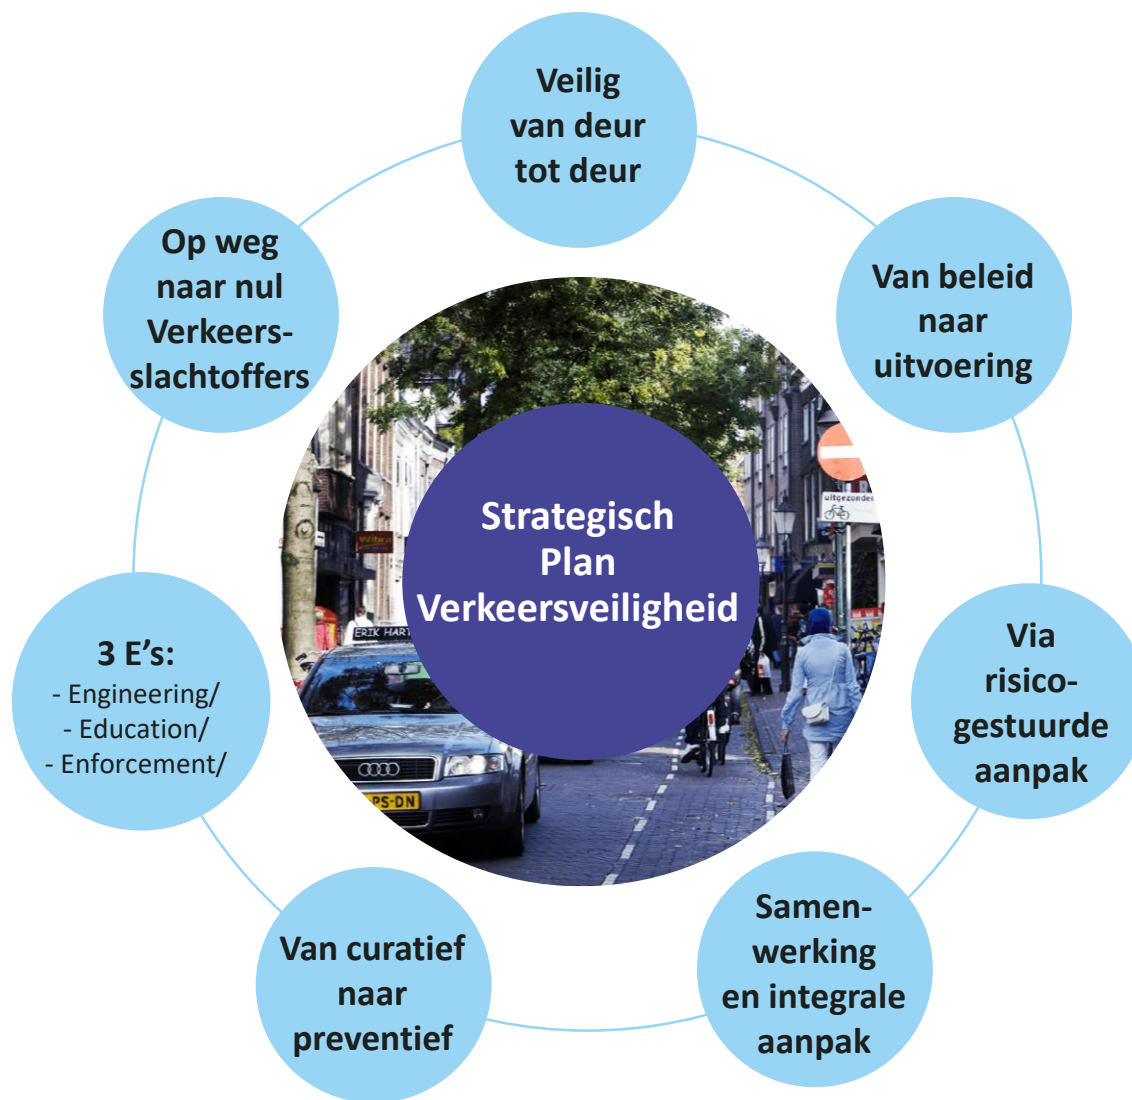 Veilig
van deur
tot deur
Van beleid
naar
uitvoering
Via
risico-
gestuurde
aanpak
Samen-
werking
en integrale
aanpak
Van curatief
naar
preventief
3 E’s:
- Engineering/
- Education/
- Enforcement/
Op weg
naar nul
Verkeers-
slachtoffers
Strategisch
Plan
Verkeersveiligheid
uitgezonderd
Wibra
ERIK HART
PS-DN